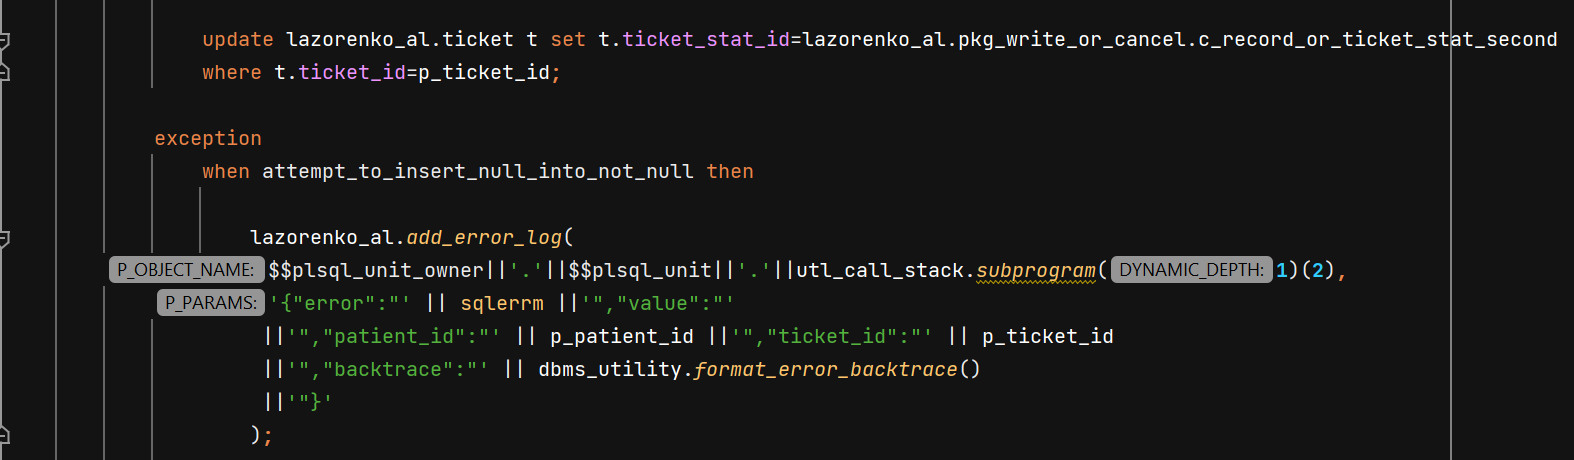 update lazorenko_al.ticket t set t.ticket_stat_id=lazorenko_al.pkg_write_or_cancel.c_record_or_ticket_stat_second
where t.ticket_id=p_ticket_id;
exception
when attempt_to_insert_null_into_not_null then
lazorenko_al.add_error_log(
P_OBJECT_NAME: $$plsql_unit_owner||'.'||$$plsql_unit||'.'||utl_call_stack.subprogram( DYNAMIC_DEPTH: 1)(2),
P_PARAMS: '{"error":"' || sqlerrm ||'","value":"'
||'","patient_id":"' || p_patient_id ||'","ticket_id":"' || p_ticket_id
||'","backtrace":"' || dbms_utility.format_error_backtrace()
||'"}'
);